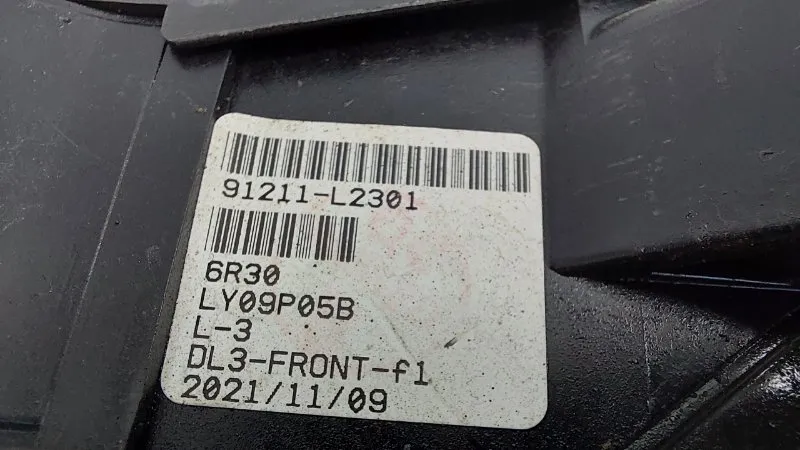 91211-L2301
6R30
LY09P05B
L-3
DL3-FRONT-f1
2021/11/09